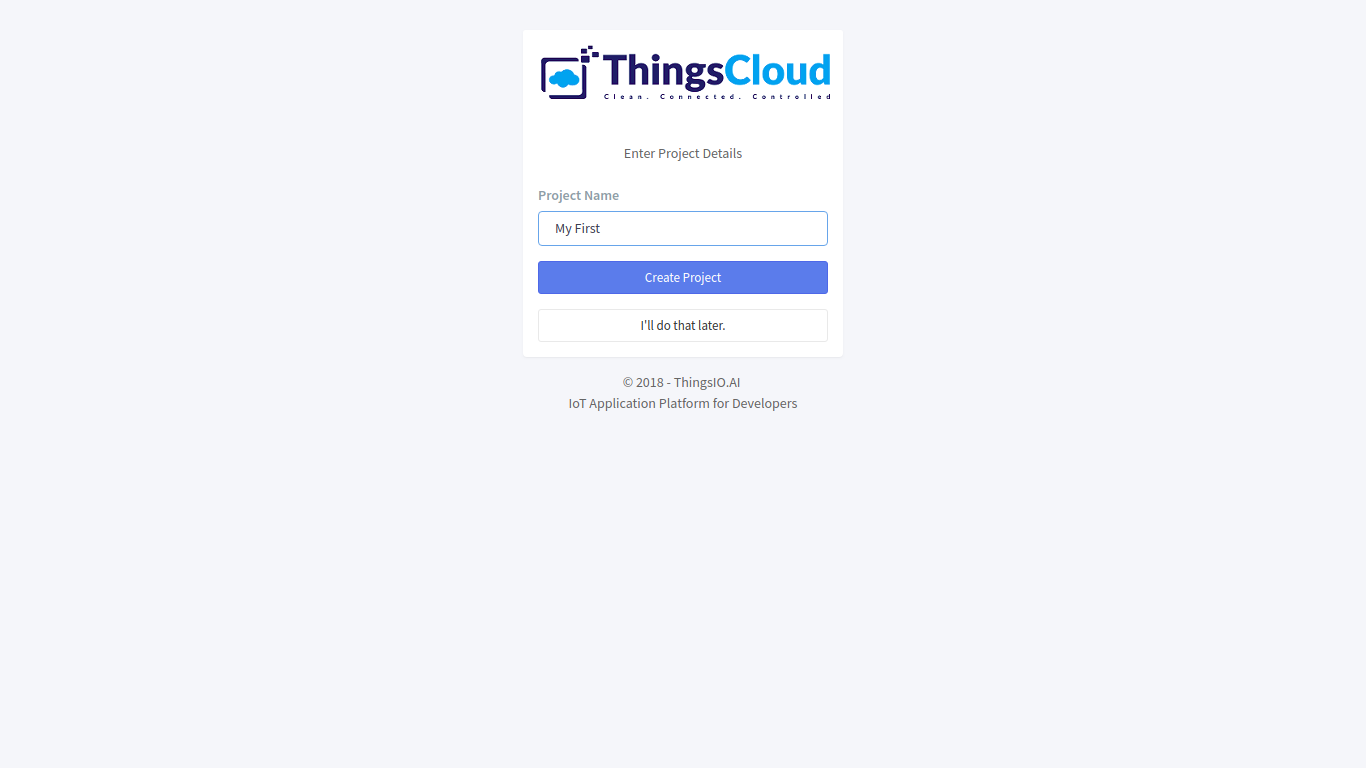 ThingsCloud
Clean. Connected. Controlled
Enter Project Details
Project Name
My First
Create Project
I'll do that later.
© 2018 - ThingsIO.AI
IoT Application Platform for Developers